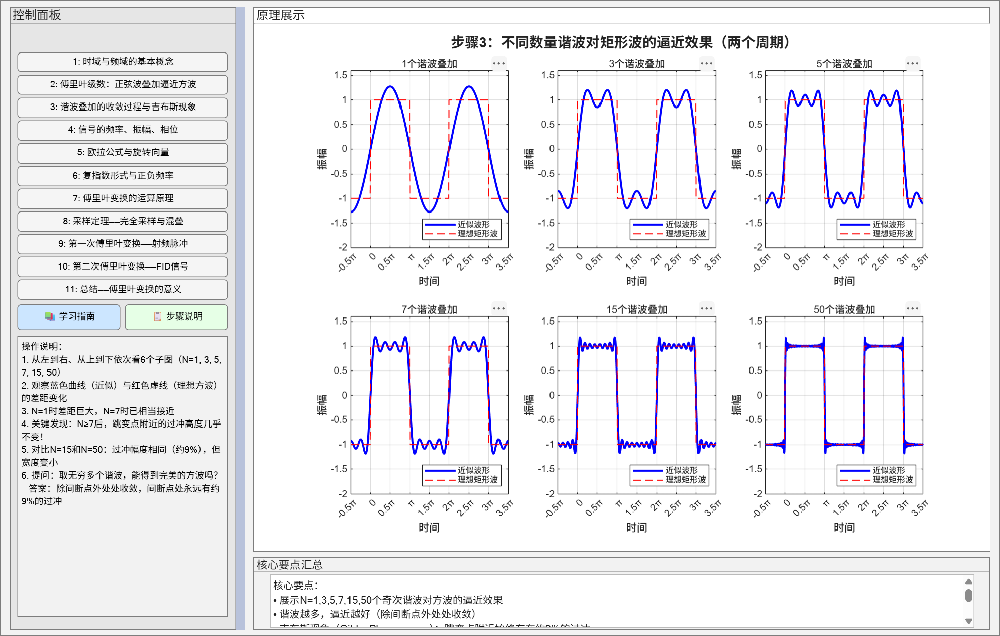 控制面板
1: 时域与频域的基本概念
2: 傅里叶级数：正弦波叠加逼近方波
3: 谐波叠加的收敛过程与吉布斯现象
4: 信号的频率、振幅、相位
5: 欧拉公式与旋转向量
6: 复指数形式与正负频率
7: 傅里叶变换的运算原理
8: 采样定理——完全采样与混叠
9: 第一次傅里叶变换——射频脉冲
10: 第二次傅里叶变换——FID信号
11: 总结——傅里叶变换的意义
学习指南
步骤说明
操作说明：
1. 从左到右、从上到下依次看6个子图（N=1, 3, 5,
7, 15, 50）
2. 观察蓝色曲线（近似）与红色虚线（理想方波）
的差距变化
3. N=1时差距巨大，N=7时已相当接近
4. 关键发现：N≥7后，跳变点附近的过冲高度几乎
不变！
5. 对比N=15和N=50：过冲幅度相同（约9%），但
宽度变小
6. 提问：取无穷多个谐波，能得到完美的方波吗？
答案：除间断点外处处收敛，间断点处永远有约
9%的过冲
原理展示
步骤3：不同数量谐波对矩形波的逼近效果（两个周期）
1个谐波叠加
1.5
1
0.5
0
-0.5
-1
-1.5
-2
振幅
近似波形
理想矩形波
-0.5π 0 0.5π π 1.5π 2π 2.5π 3π 3.5π
时间
3个谐波叠加
1.5
1
0.5
0
-0.5
-1
-1.5
-2
振幅
近似波形
理想矩形波
-0.5π 0 0.5π π 1.5π 2π 2.5π 3π 3.5π
时间
5个谐波叠加
1.5
1
0.5
0
-0.5
-1
-1.5
-2
振幅
近似波形
理想矩形波
-0.5π 0 0.5π π 1.5π 2π 2.5π 3π 3.5π
时间
7个谐波叠加
1.5
1
0.5
0
-0.5
-1
-1.5
-2
振幅
近似波形
理想矩形波
-0.5π 0 0.5π π 1.5π 2π 2.5π 3π 3.5π
时间
15个谐波叠加
1.5
1
0.5
0
-0.5
-1
-1.5
-2
振幅
近似波形
理想矩形波
-0.5π 0 0.5π π 1.5π 2π 2.5π 3π 3.5π
时间
50个谐波叠加
1.5
1
0.5
0
-0.5
-1
-1.5
-2
振幅
近似波形
理想矩形波
-0.5π 0 0.5π π 1.5π 2π 2.5π 3π 3.5π
时间
核心要点汇总
核心要点：
• 展示N=1,3,5,7,15,50个奇次谐波对方波的逼近效果
• 谐波越多，逼近越好（除间断点外处处收敛）